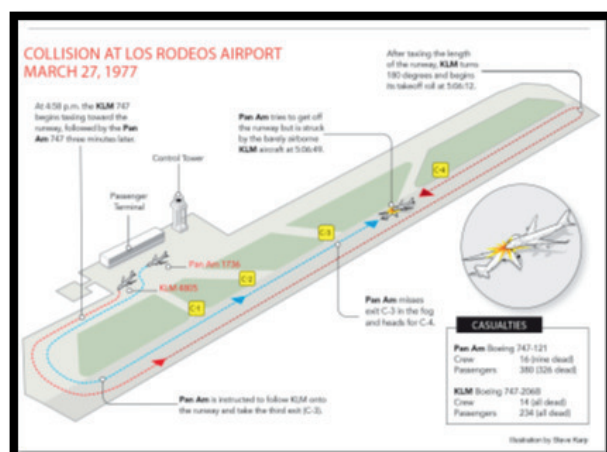 COLLISION AT LOS RODEOS AIRPORT
MARCH 27, 1977
After taxiing the length
of the runway, KLM turns
180 degrees and begins
its takeoff roll at 5:06:12.
At 4:58 p.m. the KLM 747
begins taxiing toward the
runway, followed by the Pan
Am 747 three minutes later.
Pan Am tries to get off
the runway but is struck
by the barely airborne
KLM aircraft at 5:06:49.
Control Tower
Passenger
Terminal
C-4
C-3
Pan Am 1736
C-2
KLM 4805
C-1
Pan Am misses
exit C-3 in the fog
and heads for C-4.
Pan Am is instructed to follow KLM onto
the runway and take the third exit (C-3).
CASUALTIES
Pan Am Boeing 747-121
Crew 16 (nine dead)
Passengers 380 (326 dead)
KLM Boeing 747-206B
Crew 14 (all dead)
Passengers 234 (all dead)
Illustration by Steve Karp